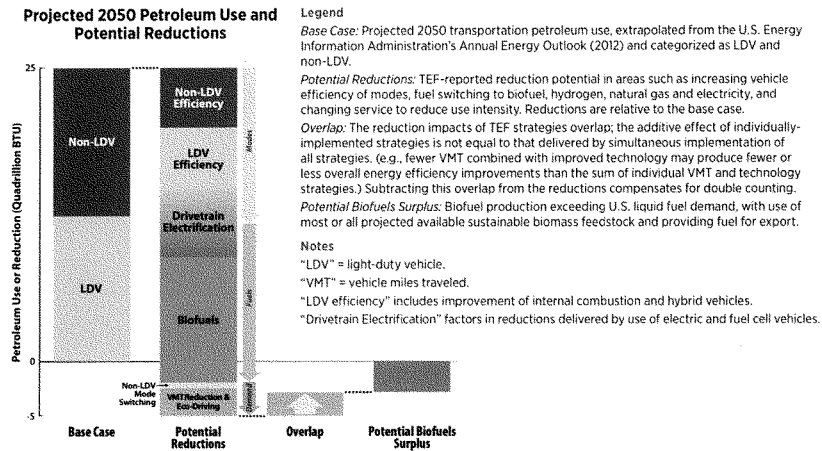 Projected 2050 Petroleum Use and
Potential Reductions
Petroleum Use or Reduction (Quadrillion BTU)
25
0
-5
Non-LDV
LDV
Non-LDV
Efficiency
LDV
Efficiency
Drivetrain
Electrification
Biofuels
Non-LDV
Mode
Switching
VMT Reduction &
Eco-Driving
Modes
Fuels
Demand
Base Case
Potential
Reductions
Overlap
Potential Biofuels
Surplus
Legend
Base Case: Projected 2050 transportation petroleum use, extrapolated from the U.S. Energy
Information Administration's Annual Energy Outlook (2012) and categorized as LDV and
non-LDV.
Potential Reductions: TEF-reported reduction potential in areas such as increasing vehicle
efficiency of modes, fuel switching to biofuel, hydrogen, natural gas and electricity, and
changing service to reduce use intensity. Reductions are relative to the base case.
Overlap: The reduction impacts of TEF strategies overlap; the additive effect of individually-
implemented strategies is not equal to that delivered by simultaneous implementation of
all strategies. (e.g., fewer VMT combined with improved technology may produce fewer or
less overall energy efficiency improvements than the sum of individual VMT and technology
strategies.) Subtracting this overlap from the reductions compensates for double counting.
Potential Biofuels Surplus: Biofuel production exceeding U.S. liquid fuel demand, with use of
most or all projected available sustainable biomass feedstock and providing fuel for export.
Notes
"LDV" = light-duty vehicle.
"VMT" = vehicle miles traveled.
"LDV efficiency" includes improvement of internal combustion and hybrid vehicles.
"Drivetrain Electrification" factors in reductions delivered by use of electric and fuel cell vehicles.